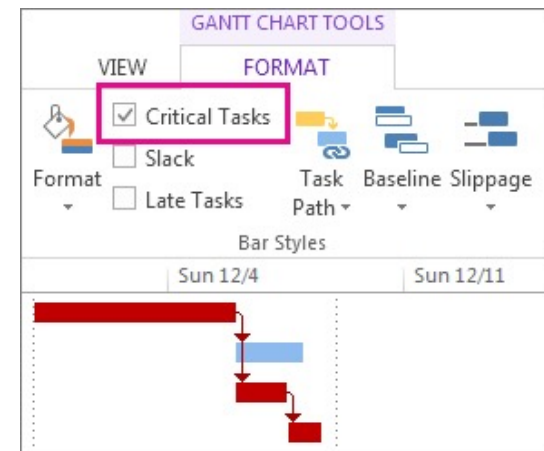 GANTT CHART TOOLS
VIEW FORMAT
Critical Tasks
Slack
Late Tasks
Format
Task Path
Baseline
Slippage
Bar Styles
Sun 12/4 Sun 12/11